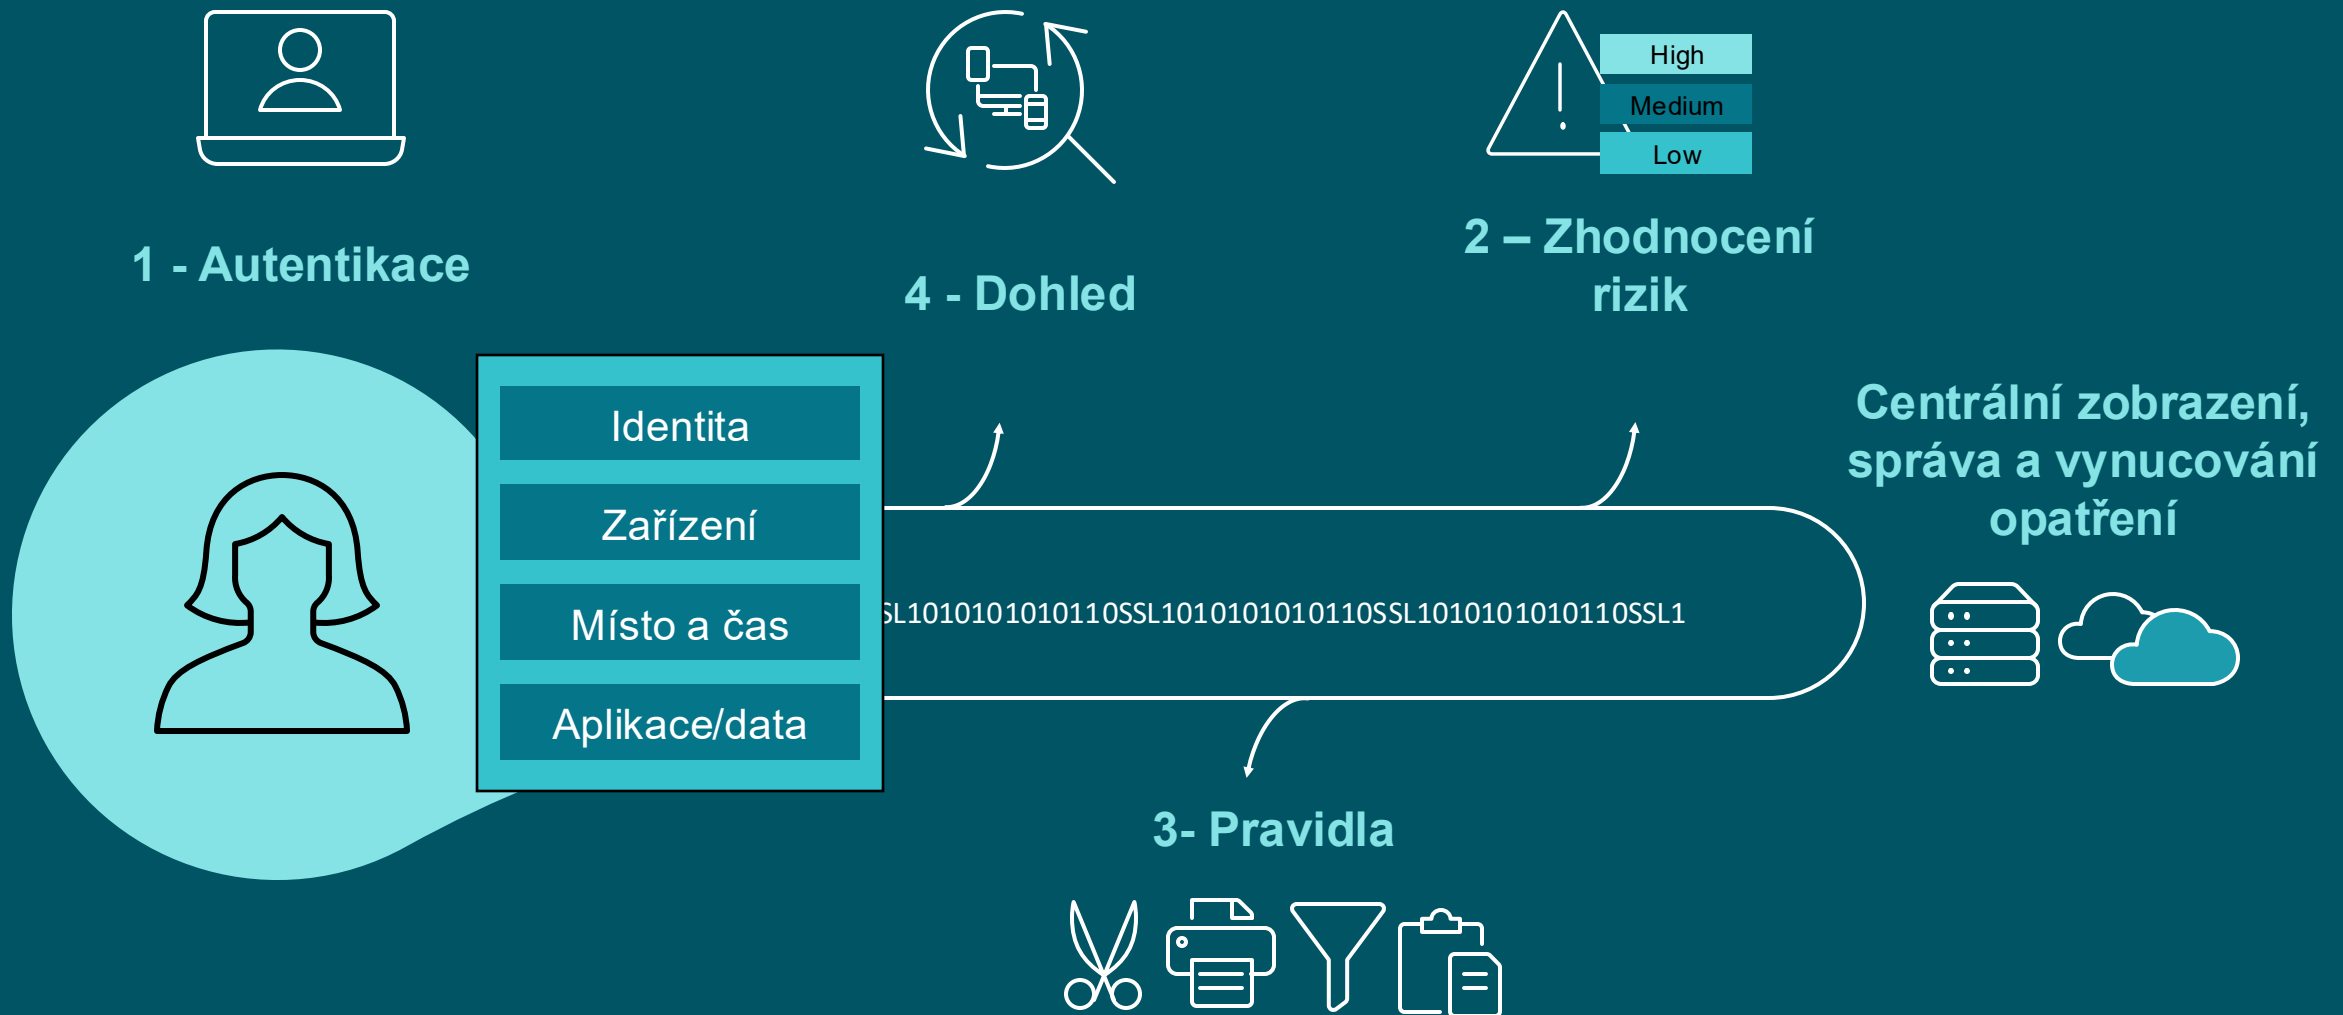 High
Medium
Low
1 - Autentikace
4 - Dohled
2 – Zhodnocení
rizik
Identita
Zařízení
Místo a čas
Aplikace/data
SL1010101010110SSL1010101010110SSL1010101010110SSL1
Centrální zobrazení,
správa a vynucování
opatření
3- Pravidla